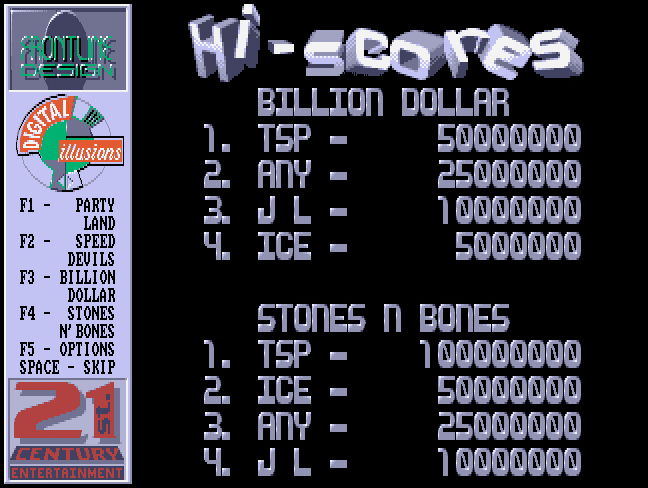 FRONTLINE
DESIGN
DIGITAL
illusions
F1 - PARTY
LAND
F2 - SPEED
DEVILS
F3 - BILLION
DOLLAR
F4 - STONES
N' BONES
F5 - OPTIONS
SPACE - SKIP
21st.
CENTURY
ENTERTAINMENT
Hi-scores
BILLION DOLLAR
1. TSP - 50000000
2. ANY - 25000000
3. J L - 10000000
4. ICE - 5000000
STONES N BONES
1. TSP - 100000000
2. ICE - 50000000
3. ANY - 25000000
4. J L - 10000000